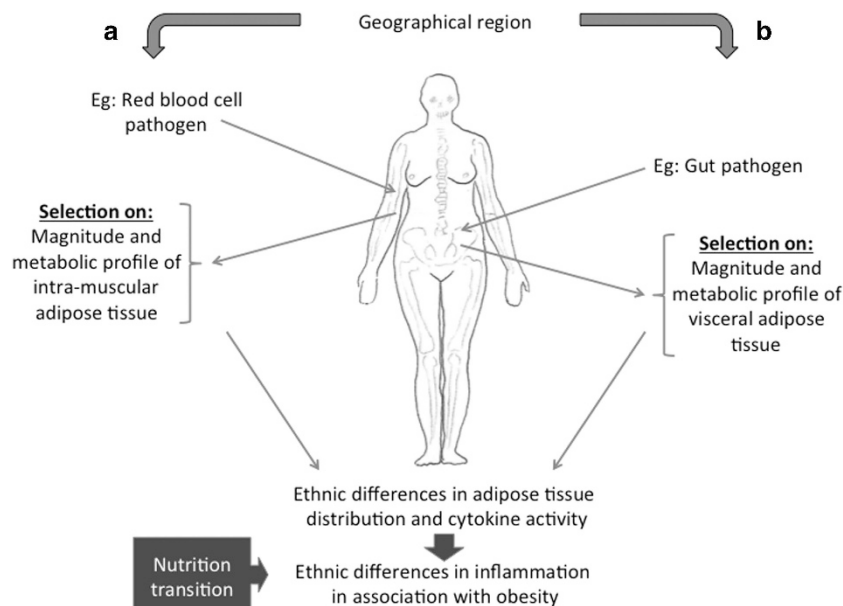 a
Geographical region
b
Eg: Red blood cell
pathogen
Eg: Gut pathogen
Selection on:
Magnitude and
metabolic profile of
intra-muscular
adipose tissue
Selection on:
Magnitude and
metabolic profile of
visceral adipose
tissue
Ethnic differences in adipose tissue
distribution and cytokine activity
Nutrition
transition
Ethnic differences in inflammation
in association with obesity